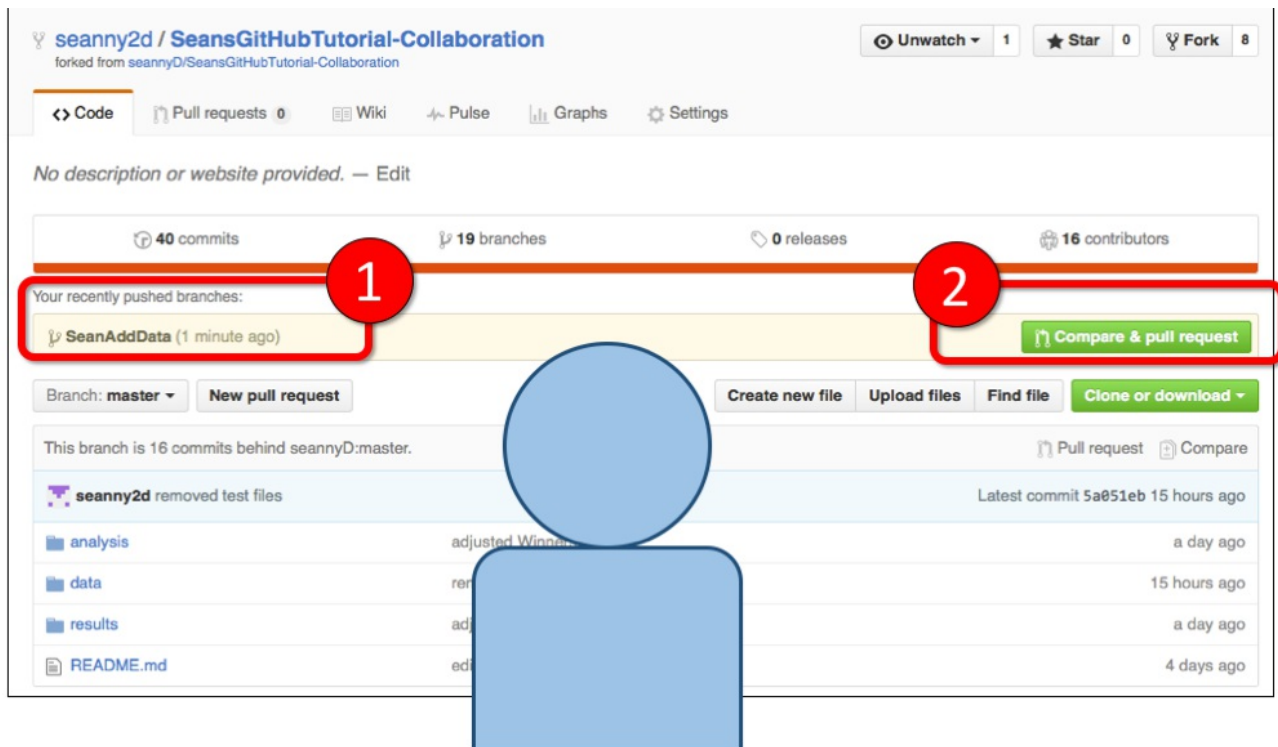 seanny2d / SeansGitHubTutorial-Collaboration
Unwatch 1 Star 0 Fork 8
forked from seannyD/SeansGitHubTutorial-Collaboration
<> Code Pull requests 0 Wiki Pulse Graphs Settings
No description or website provided. — Edit
40 commits 19 branches 0 releases 16 contributors
1
2
Your recently pushed branches:
SeanAddData (1 minute ago) Compare & pull request
Branch: master New pull request Create new file Upload files Find file Clone or download
This branch is 16 commits behind seannyD:master. Pull request Compare
seanny2d removed test files Latest commit 5a051eb 15 hours ago
analysis adjusted a day ago
data 15 hours ago
results a day ago
README.md 4 days ago